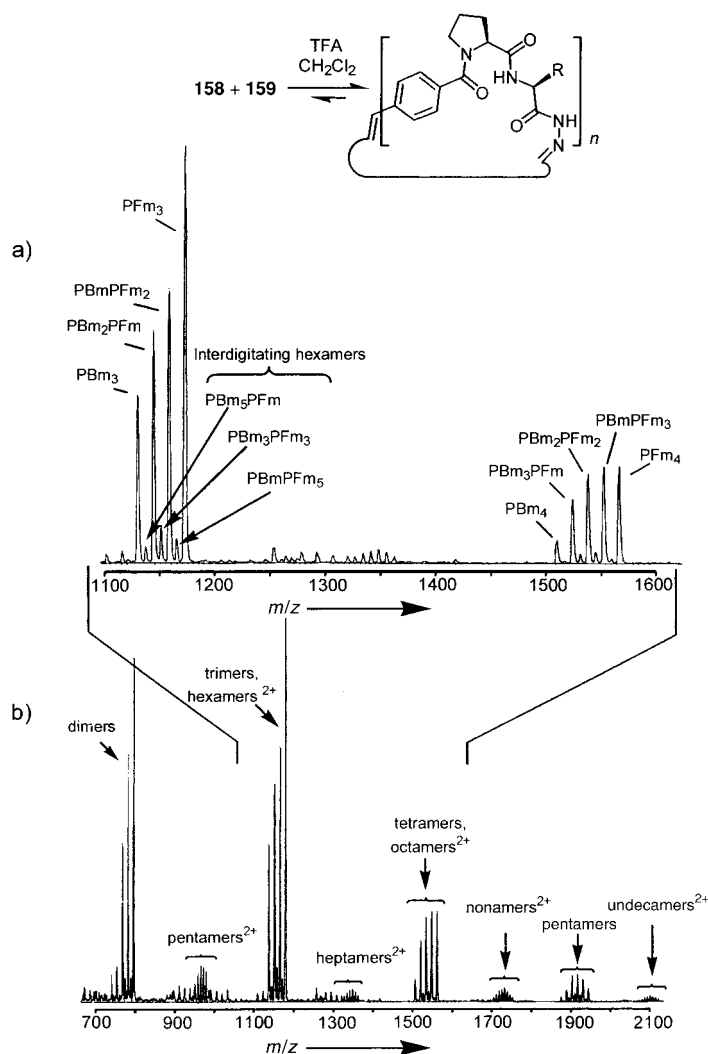 TFA
CH₂Cl₂
158 + 159
N
O
O
HN
R
O
NH
N
n
a)
PFm₃
PBmPFm₂
PBm₂PFm
PBm₃
Interdigitating hexamers
PBm₅PFm
PBm₃PFm₃
PBmPFm₅
PBmPFm₃
PBm₂PFm₂
PBm₃PFm
PFm₄
PBm₄
1100 1200 1300 1500 1600
m/z
b)
trimers,
hexamers ²⁺
dimers
tetramers,
octamers²⁺
pentamers²⁺
heptamers²⁺
nonamers²⁺
pentamers
undecamers²⁺
700 900 1100 1300 1500 1700 1900 2100
m/z